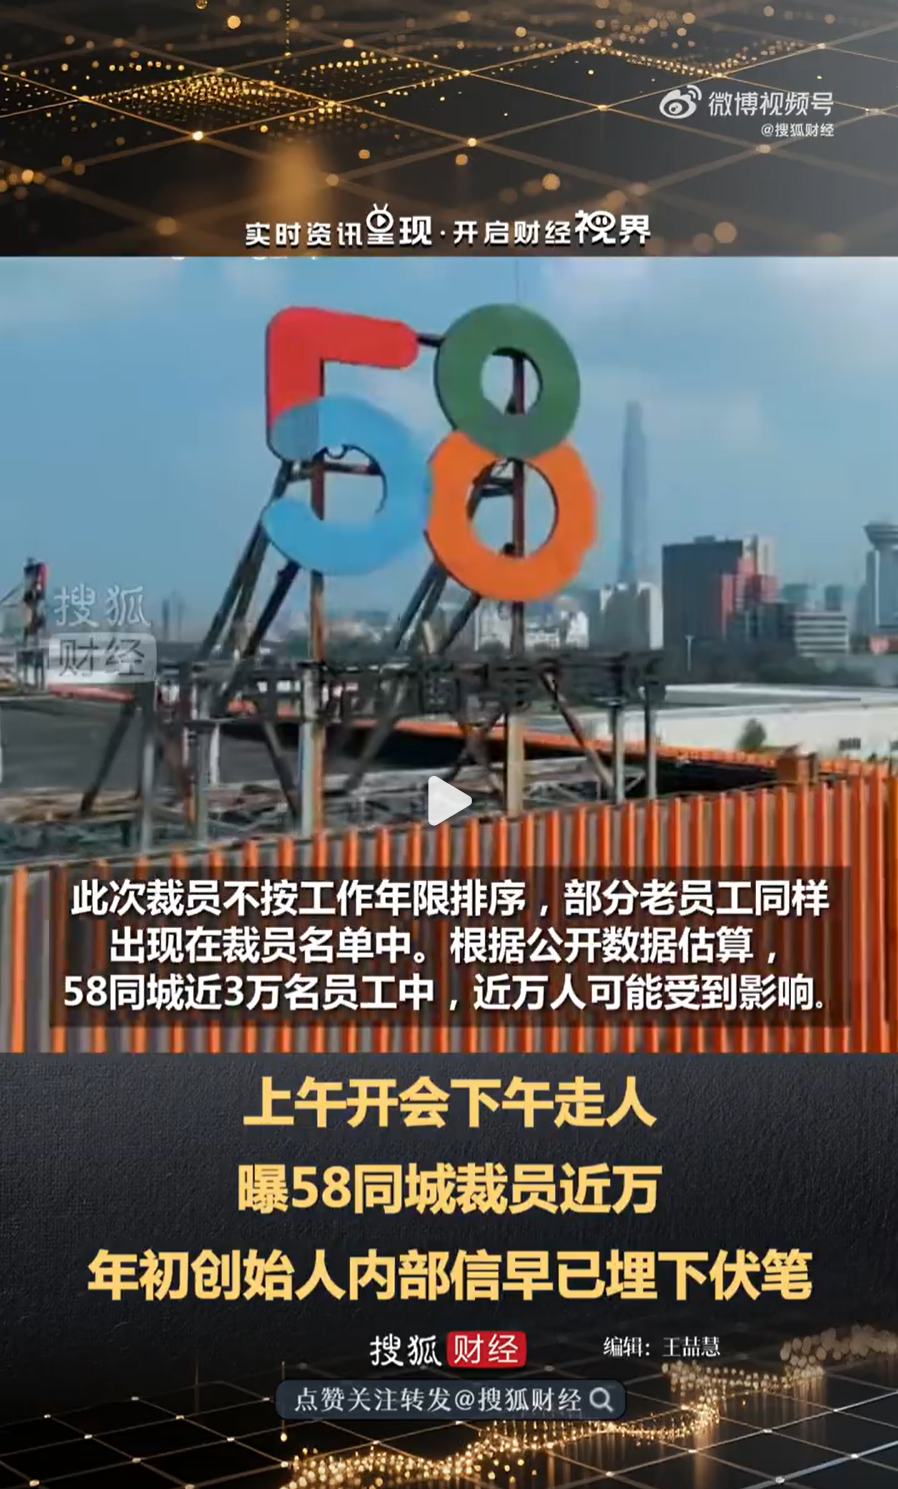 微博视频号
@搜狐财经
实时资讯呈现·开启财经视界
58
搜狐
财经
此次裁员不按工作年限排序，部分老员工同样
出现在裁员名单中。根据公开数据估算，
58同城近3万名员工中，近万人可能受到影响。
上午开会下午走人
曝58同城裁员近万
年初创始人内部信早已埋下伏笔
搜狐财经
编辑：王喆慧
点赞关注转发@搜狐财经